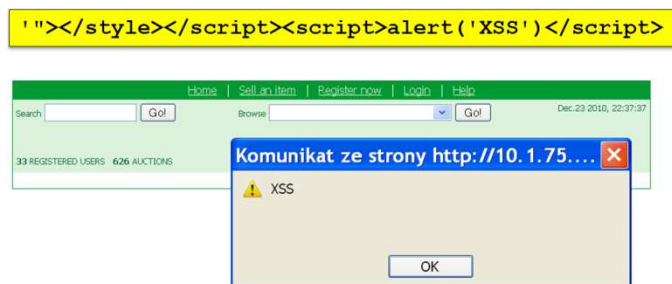 '"></style></script><script>alert('XSS')</script>
Home | Sell an item | Register now | Login | Help
Search Go! Browse Go! Dec.23 2010, 22:37:37
33 REGISTERED USERS 626 AUCTIONS
Komunikat ze strony http://10.1.75....
XSS
OK